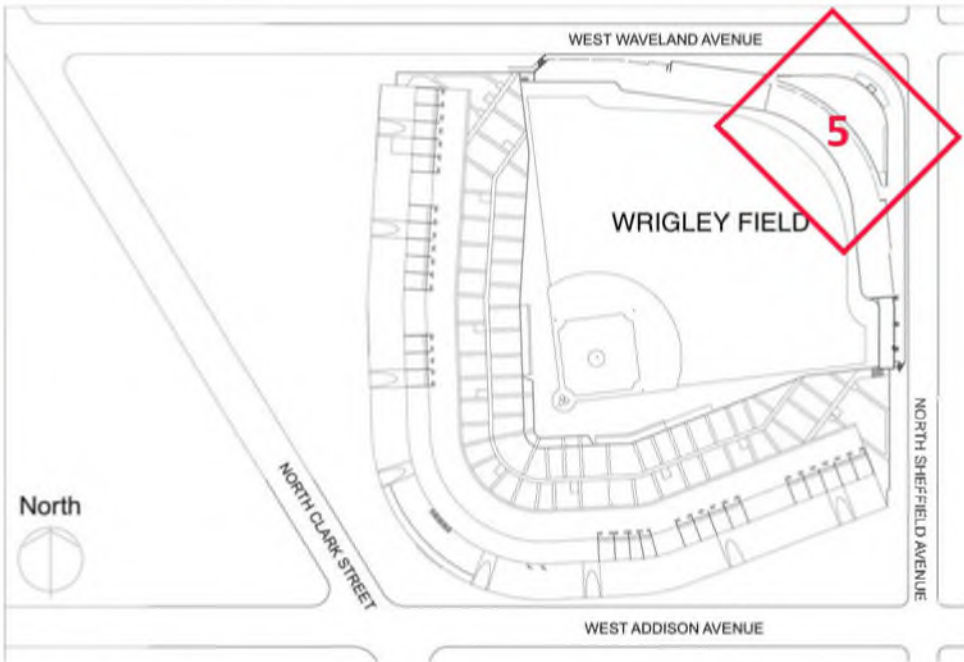 WEST WAVELAND AVENUE
5
WRIGLEY FIELD
NORTH SHEFFIELD AVENUE
NORTH CLARK STREET
North
WEST ADDISON AVENUE